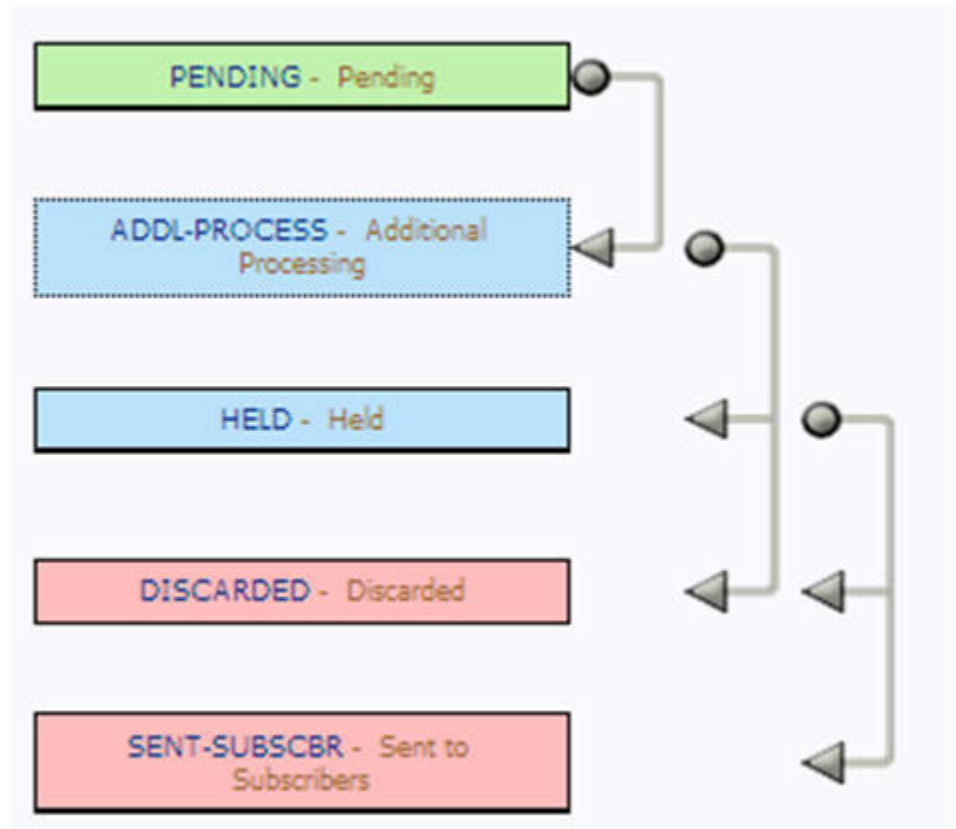 PENDING - Pending
ADDL-PROCESS - Additional
Processing
HELD - Held
DISCARDED - Discarded
SENT-SUBSCBR - Sent to
Subscribers